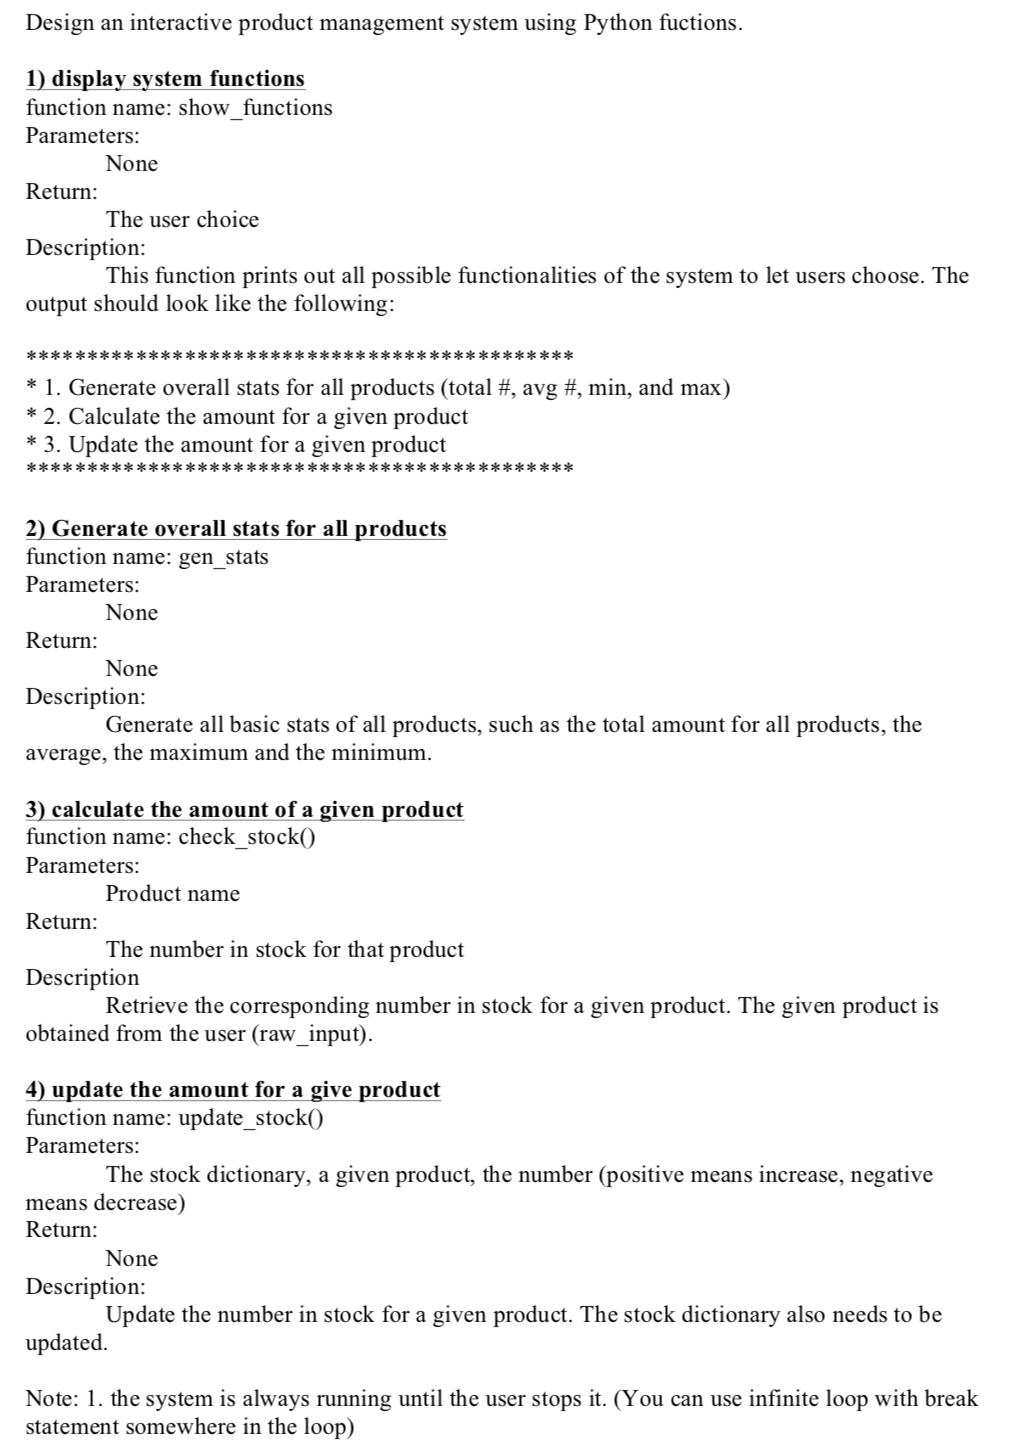 Design an interactive product management system using Python fuctions.
1) display system functions
function name: show_functions
Parameters:
None
Return:
The user choice
Description:
This function prints out all possible functionalities of the system to let users choose. The
output should look like the following:
*********************************************
* 1. Generate overall stats for all products (total #, avg #, min, and max)
* 2. Calculate the amount for a given product
* 3. Update the amount for a given product
*********************************************
2) Generate overall stats for all products
function name: gen_stats
Parameters:
None
Return:
None
Description:
Generate all basic stats of all products, such as the total amount for all products, the
average, the maximum and the minimum.
3) calculate the amount of a given product
function name: check_stock()
Parameters:
Product name
Return:
The number in stock for that product
Description
Retrieve the corresponding number in stock for a given product. The given product is
obtained from the user (raw_input).
4) update the amount for a give product
function name: update_stock()
Parameters:
The stock dictionary, a given product, the number (positive means increase, negative
means decrease)
Return:
None
Description:
Update the number in stock for a given product. The stock dictionary also needs to be
updated.
Note: 1. the system is always running until the user stops it. (You can use infinite loop with break
statement somewhere in the loop)